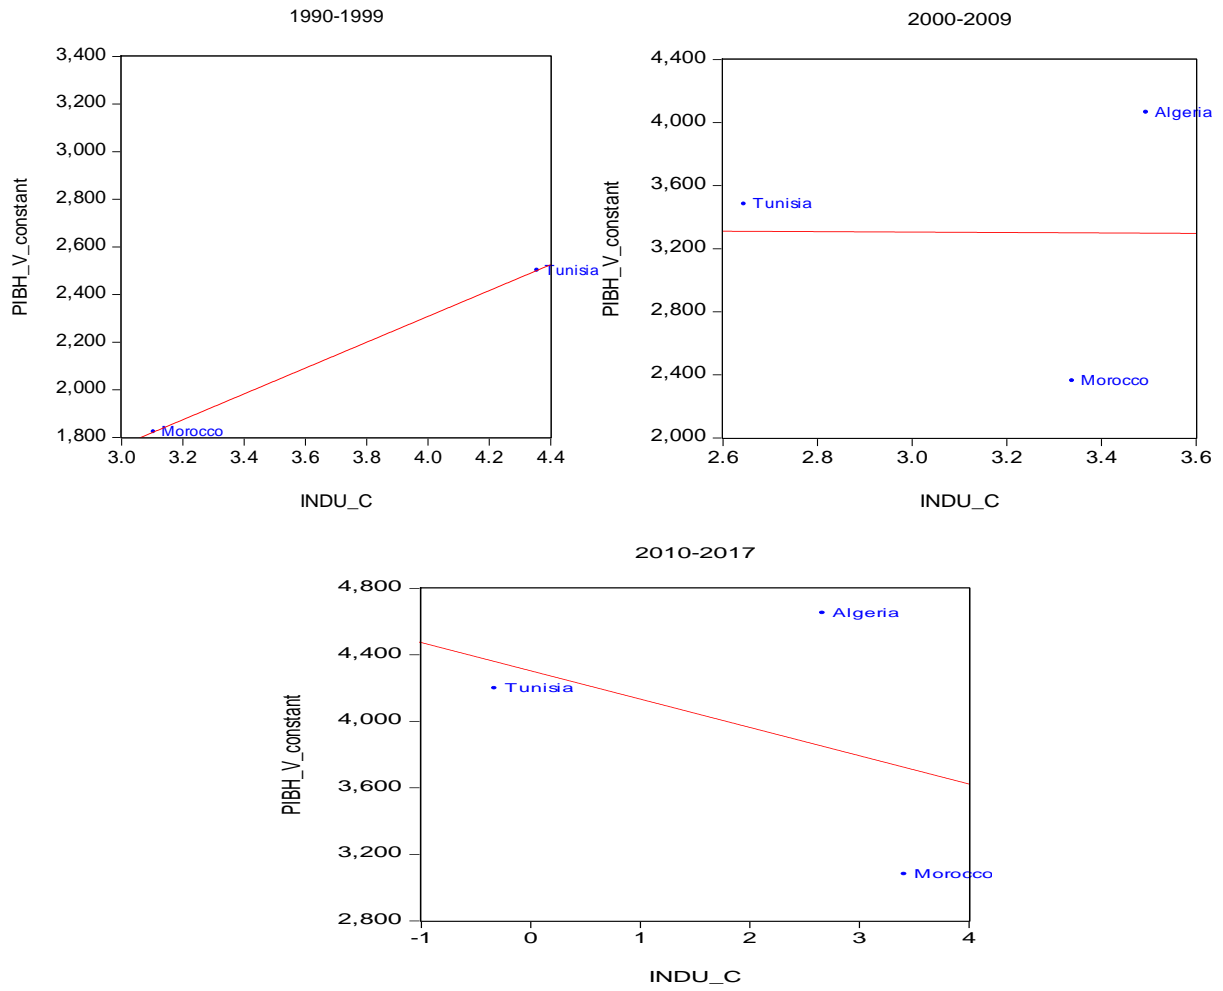 1990-1999
3,400
3,200
3,000
2,800
2,600
2,400
2,200
2,000
1,800
PIBH_V_constant
Tunisia
Morocco
3.0 3.2 3.4 3.6 3.8 4.0 4.2 4.4
INDU_C
2000-2009
4,400
4,000
3,600
3,200
2,800
2,400
2,000
PIBH_V_constant
Algeria
Tunisia
Morocco
2.6 2.8 3.0 3.2 3.4 3.6
INDU_C
2010-2017
4,800
4,400
4,000
3,600
3,200
2,800
PIBH_V_constant
Algeria
Tunisia
Morocco
-1 0 1 2 3 4
INDU_C